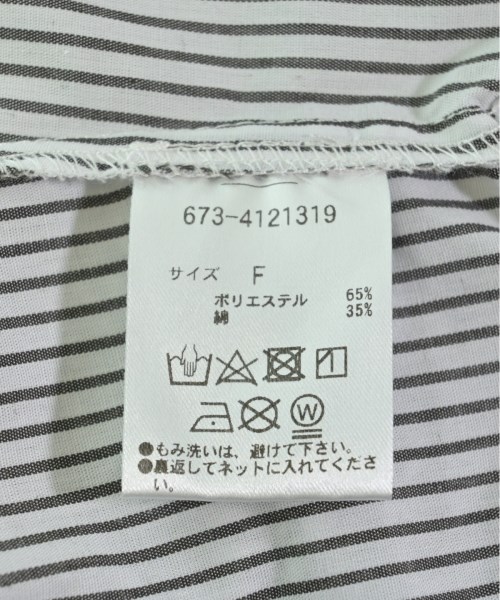 673-4121319
サイズ F
ポリエステル 65%
綿 35%
W
●もみ洗いは、避けて下さい。
●裏返してネットに入れてくださ
い。